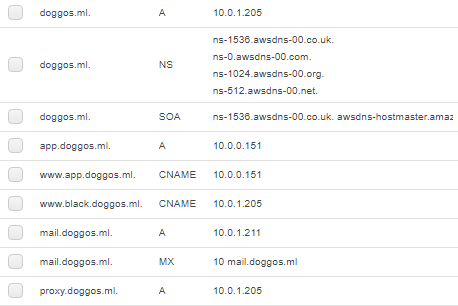 doggos.ml. A 10.0.1.205
doggos.ml. NS ns-1536.awsdns-00.co.uk.
ns-0.awsdns-00.com.
ns-1024.awsdns-00.org.
ns-512.awsdns-00.net.
doggos.ml. SOA ns-1536.awsdns-00.co.uk. awsdns-hostmaster.amaz
app.doggos.ml. A 10.0.0.151
www.app.doggos.ml. CNAME 10.0.0.151
www.black.doggos.ml. CNAME 10.0.1.205
mail.doggos.ml. A 10.0.1.211
mail.doggos.ml. MX 10 mail.doggos.ml
proxy.doggos.ml. A 10.0.1.205